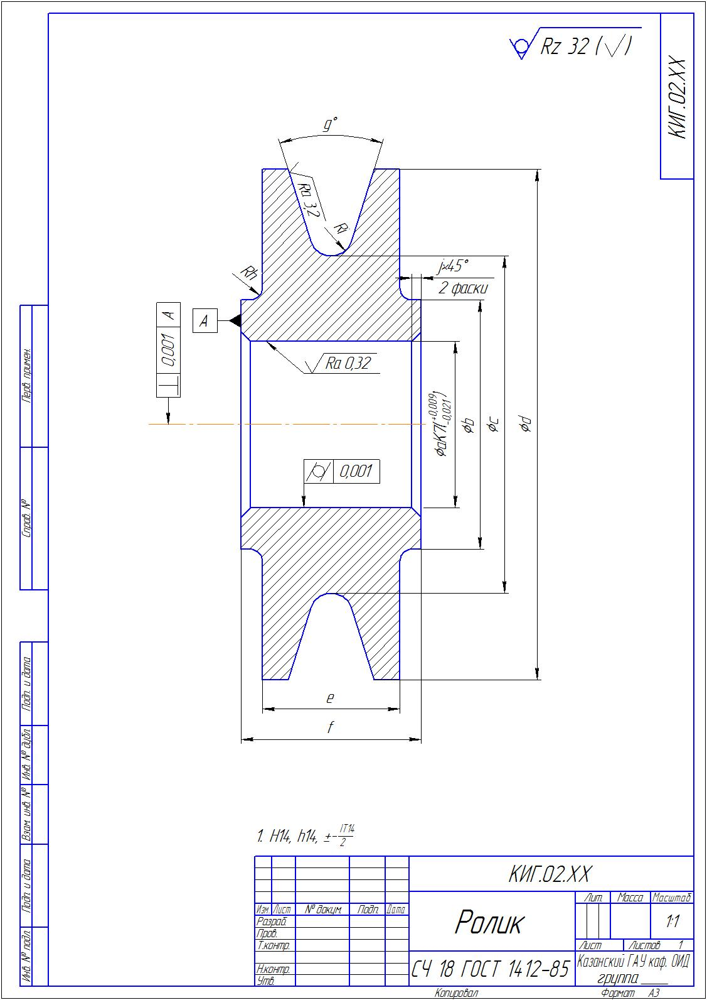 Rz 32 (√)
КИГ.02.ХХ
g°
Ra 3,2
Ri
Rh
j×45°
2 фаски
А
0,001 А
Ra 0,32
⌀aK7(+0,009 -0,021)
⌀b
⌀c
⌀d
0,001
e
f
Перв. примен.
Справ. №
Подп. и дата
Инв. № дубл.
Взам. инв. №
Подп. и дата
Инв. № подл.
1. H14, h14, ±-IT14/2
КИГ.02.ХХ
Изм. Лист № докум. Подп. Дата
Разраб.
Пров.
Т.контр.
Н.контр.
Утв.
Ролик
Лит. Масса Масштаб
1:1
Лист Листов 1
СЧ 18 ГОСТ 1412-85
Казанский ГАУ каф. ОИД
группа ____
Копировал Формат А3